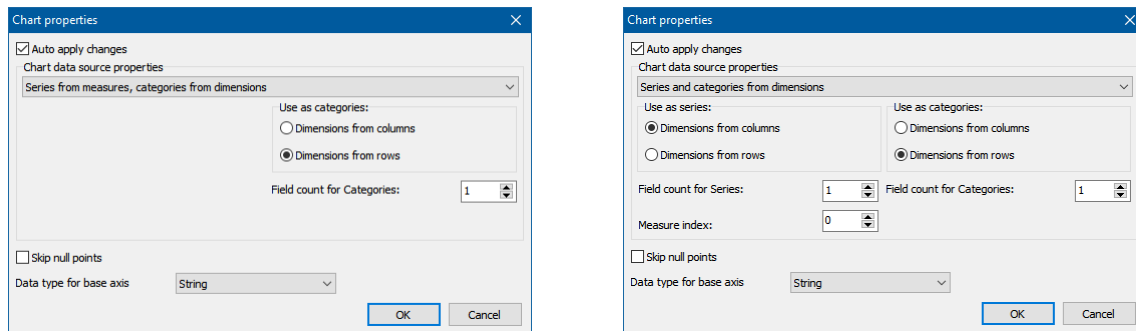 Chart properties
Auto apply changes
Chart data source properties
Series from measures, categories from dimensions
Use as categories:
Dimensions from columns
Dimensions from rows
Field count for Categories: 1
Skip null points
Data type for base axis String
OK Cancel
Chart properties
Auto apply changes
Chart data source properties
Series and categories from dimensions
Use as series: Use as categories:
Dimensions from columns Dimensions from columns
Dimensions from rows Dimensions from rows
Field count for Series: 1 Field count for Categories: 1
Measure index: 0
Skip null points
Data type for base axis String
OK Cancel